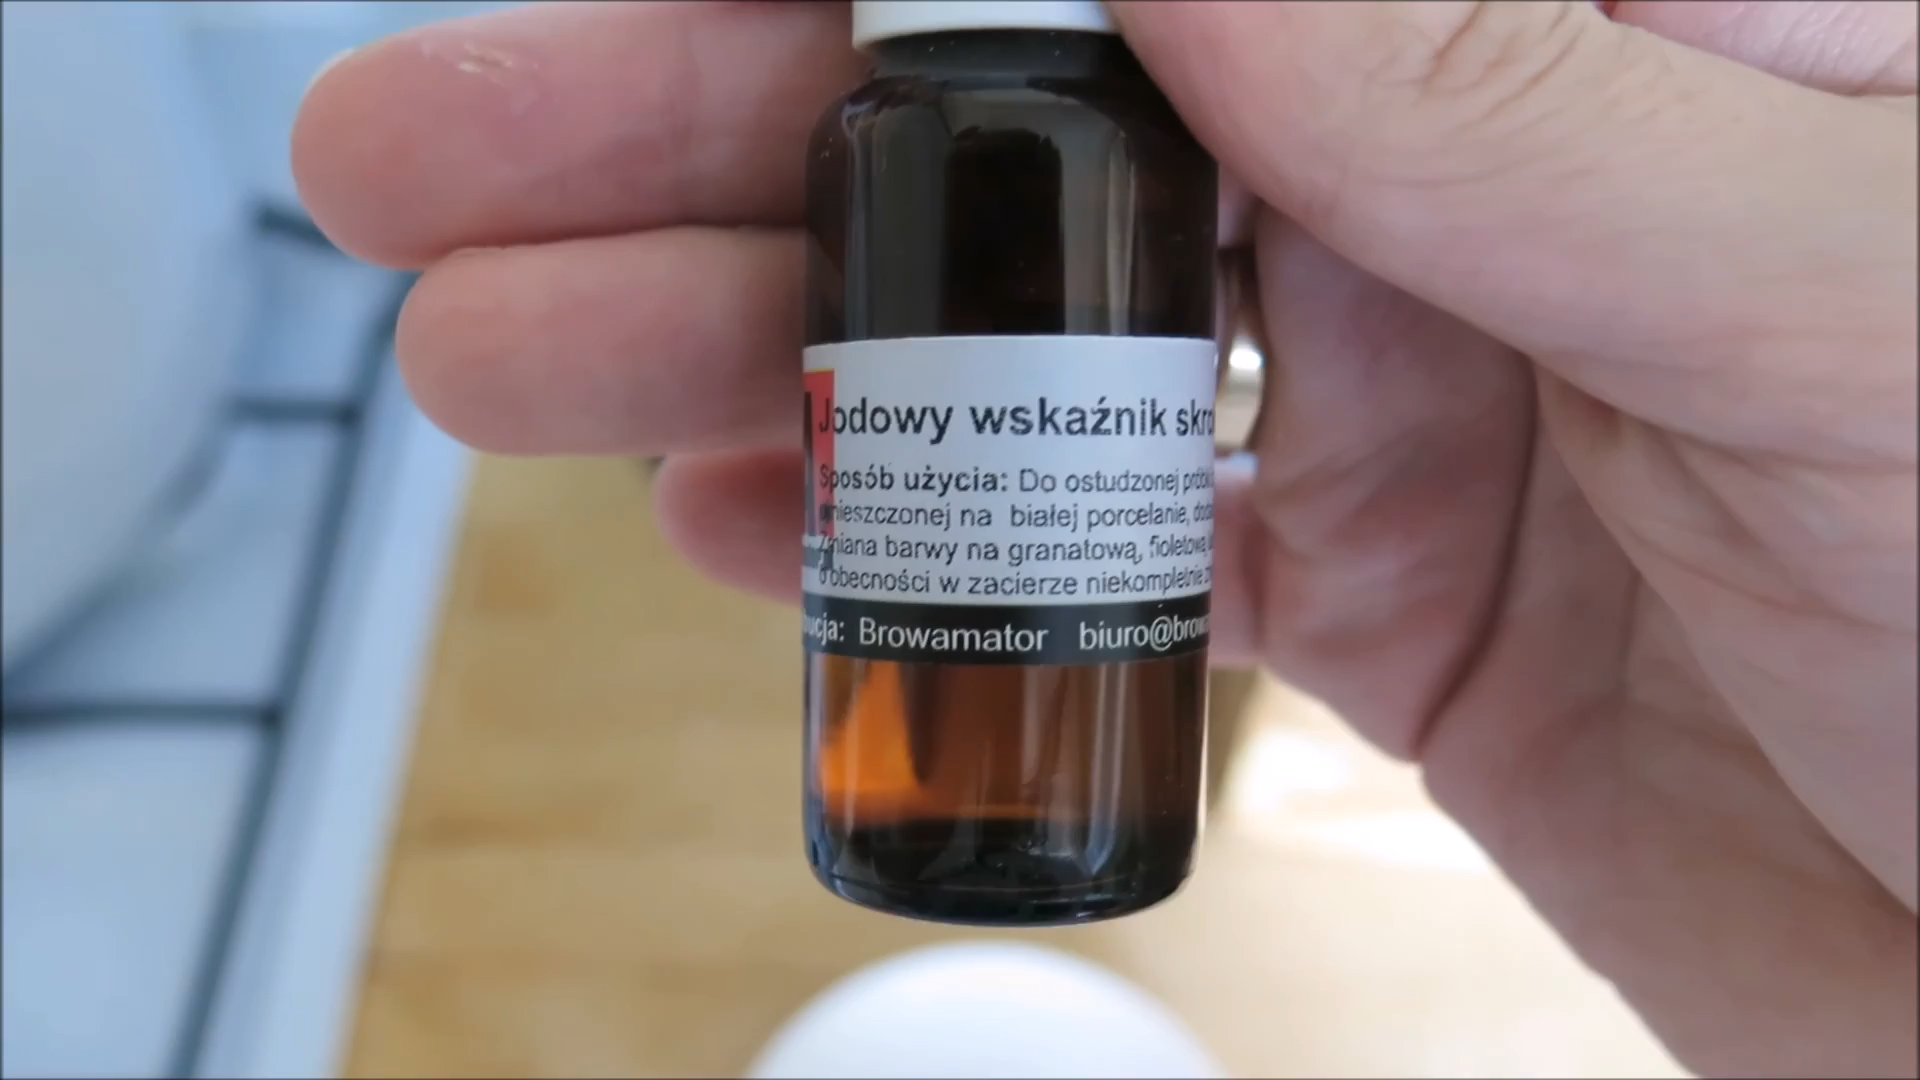 Jodowy wskaźnik
Sposób użycia: Do ostudzonej
umieszczonej na białej porcelanie,
Zmiana barwy na granatową, fioletową
o obecności w zacierze niekompletnie
Browamator biuro@brow